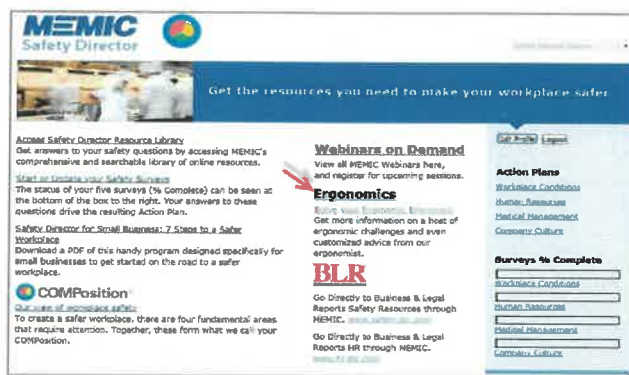 MEMIC
Safety Director
Get the resources you need to make your workplace safer
Access Safety Director Resource Library
Get answers to your safety questions by accessing MEMIC's
comprehensive and searchable library of online resources.
Start or Update your Safety Surveys
The status of your five surveys (% Complete) can be seen at
the bottom of the box to the right. Your answers to these
questions drive the resulting Action Plan.
Safety Director for Small Business: 7 Steps to a Safer
Workplace
Download a PDF of this handy program designed specifically for
small businesses to get started on the road to a safer
workplace.
COMPosition
Our view of workplace safety
To create a safer workplace, there are four fundamental areas
that require attention. Together, these form what we call your
COMPosition.
Webinars on Demand
View all MEMIC Webinars here,
and register for upcoming sessions.
Ergonomics
Get more information on a host of
ergonomic challenges and even
customized advice from our
ergonomist.
BLR
Go Directly to Business & Legal
Reports Safety Resources through
MEMIC.
Go Directly to Business & Legal
Reports HR through MEMIC.
Edit Profile Logout
Action Plans
Workplace Conditions
Human Resources
Medical Management
Company Culture
Surveys % Complete
Workplace Conditions
Human Resources
Medical Management
Company Culture